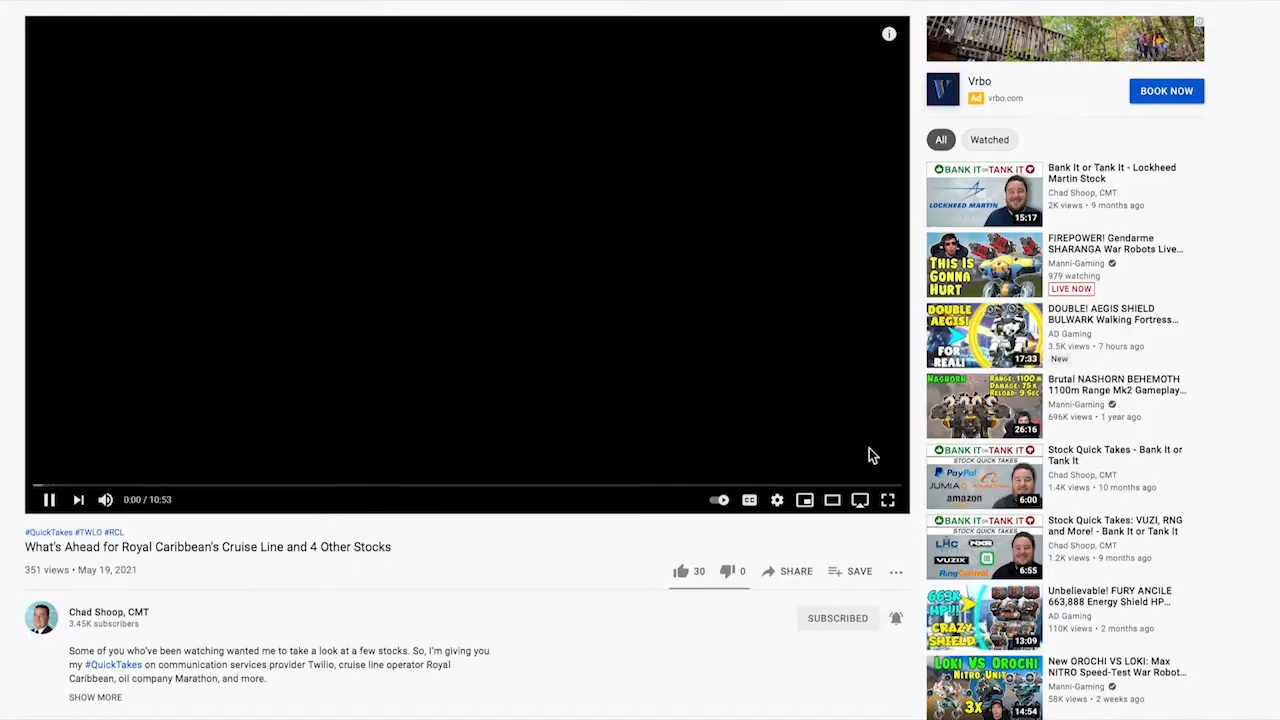 Vrbo
Ad vrbo.com
BOOK NOW
All
Watched
BANK IT OR TANK IT
LOCKHEED MARTIN
15:17
Bank It or Tank It - Lockheed
Martin Stock
Chad Shoop, CMT
2K views • 9 months ago
THIS IS
GONNA
HURT
FIREPOWER! Gendarme
SHARANGA War Robots Live...
Manni-Gaming
979 watching
LIVE NOW
DOUBLE
AEGIS!
FOR
REAL!
17:33
DOUBLE! AEGIS SHIELD
BULWARK Walking Fortress...
AD Gaming
3.5K views • 7 hours ago
New
NASHORN
RANGE: 1100 M
DAMAGE: 75 K
RELOAD: 9 SEC
26:16
Brutal NASHORN BEHEMOTH
1100m Range Mk2 Gameplay...
Manni-Gaming
696K views • 1 year ago
BANK IT OR TANK IT
STOCK QUICK TAKES
PayPal
JUMIA
amazon
6:00
Stock Quick Takes - Bank It or
Tank It
Chad Shoop, CMT
1.4K views • 10 months ago
BANK IT OR TANK IT
STOCK QUICK TAKES
VUZIX
RingCentral
6:55
Stock Quick Takes: VUZI, RNG
and More! - Bank It or Tank It
Chad Shoop, CMT
1.2K views • 9 months ago
663K
HP!!!
CRAZY
SHIELD
13:09
Unbelievable! FURY ANCILE
663,888 Energy Shield HP...
AD Gaming
110K views • 2 months ago
LOKI VS OROCHI
NITRO UNIT
3X
14:54
New OROCHI VS LOKI: Max
NITRO Speed-Test War Robot...
Manni-Gaming
58K views • 2 weeks ago
0:00 / 10:53
CC
#QuickTakes #TWLO #RCL
What's Ahead for Royal Caribbean's Cruise Line and 4 Other Stocks
351 views • May 19, 2021
30
0
SHARE
SAVE
Chad Shoop, CMT
3.45K subscribers
SUBSCRIBED
Some of you who've been watching wanted me to take a look at a few stocks. So, I'm giving you
my #QuickTakes on communication services provider Twilio, cruise line operator Royal
Caribbean, oil company Marathon, and more.
SHOW MORE